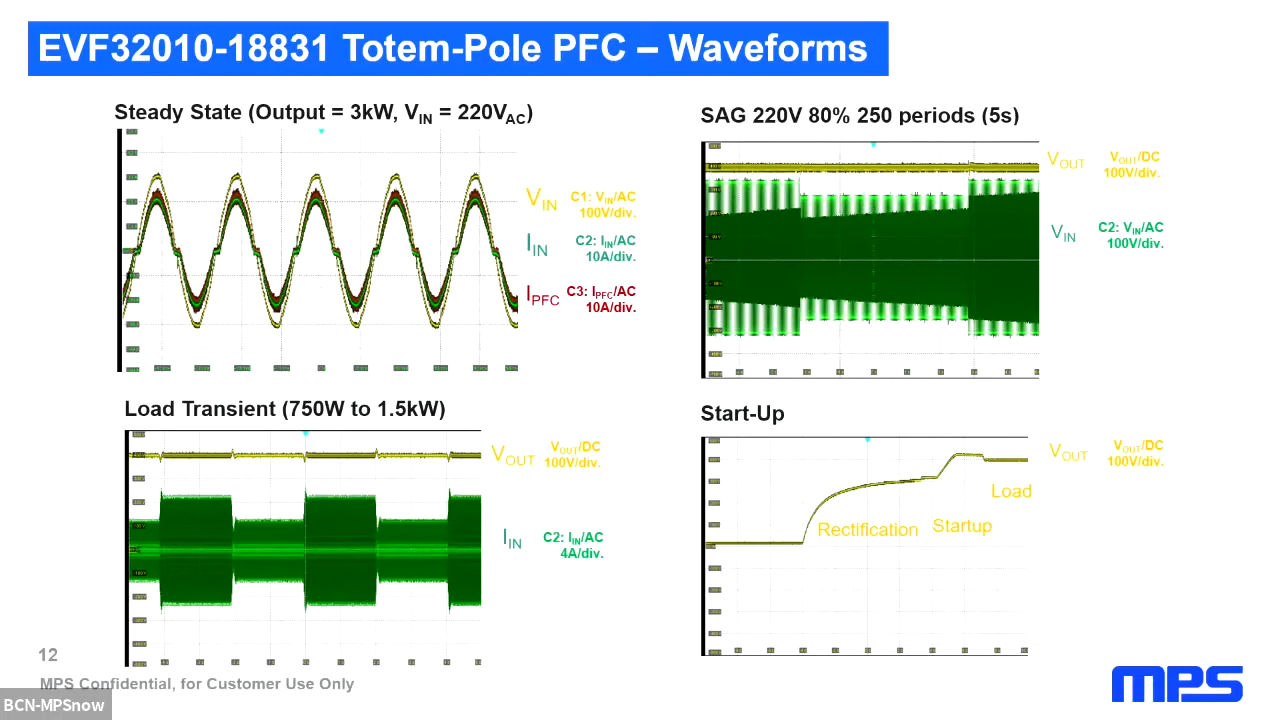 EVF32010-18831 Totem-Pole PFC – Waveforms
Steady State (Output = 3kW, VIN = 220VAC)
VIN C1: VIN/AC
100V/div.
IIN C2: IIN/AC
10A/div.
IPFC C3: IPFC/AC
10A/div.
SAG 220V 80% 250 periods (5s)
VOUT VOUT/DC
100V/div.
VIN C2: VIN/AC
100V/div.
Load Transient (750W to 1.5kW)
VOUT VOUT/DC
100V/div.
IIN C2: IIN/AC
4A/div.
Start-Up
VOUT VOUT/DC
100V/div.
Load
Rectification Startup
12
MPS Confidential, for Customer Use Only
BCN-MPSnow
MPS